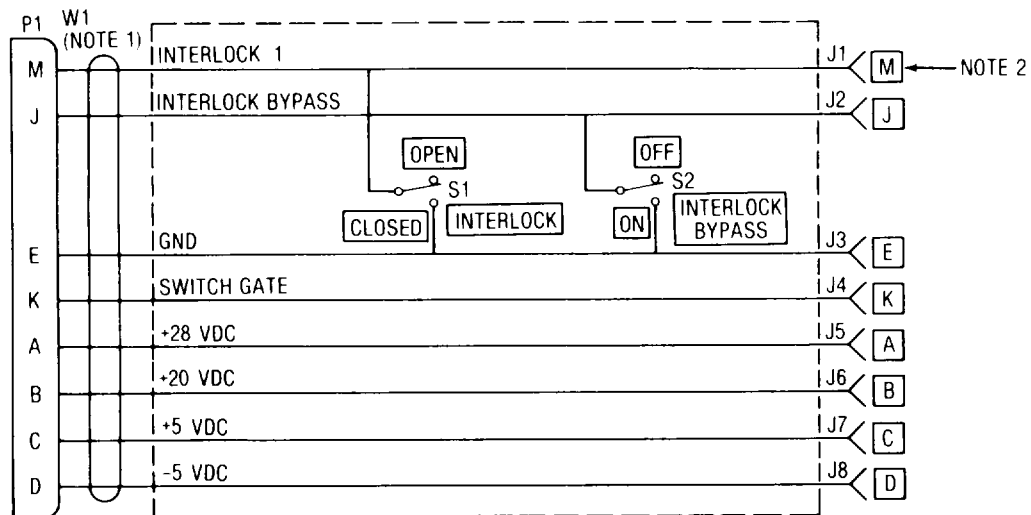 P1 W1
(NOTE 1)
M INTERLOCK 1 J1 M NOTE 2
J INTERLOCK BYPASS J2 J
OPEN OFF
S1 S2
CLOSED INTERLOCK ON INTERLOCK
BYPASS
E GND J3 E
K SWITCH GATE J4 K
A +28 VDC J5 A
B +20 VDC J6 B
C +5 VDC J7 C
D -5 VDC J8 D